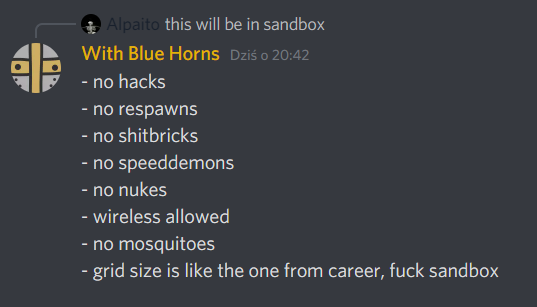 Alpaito this will be in sandbox
With Blue Horns Dziś o 20:42
- no hacks
- no respawns
- no shitbricks
- no speeddemons
- no nukes
- wireless allowed
- no mosquitoes
- grid size is like the one from career, fuck sandbox